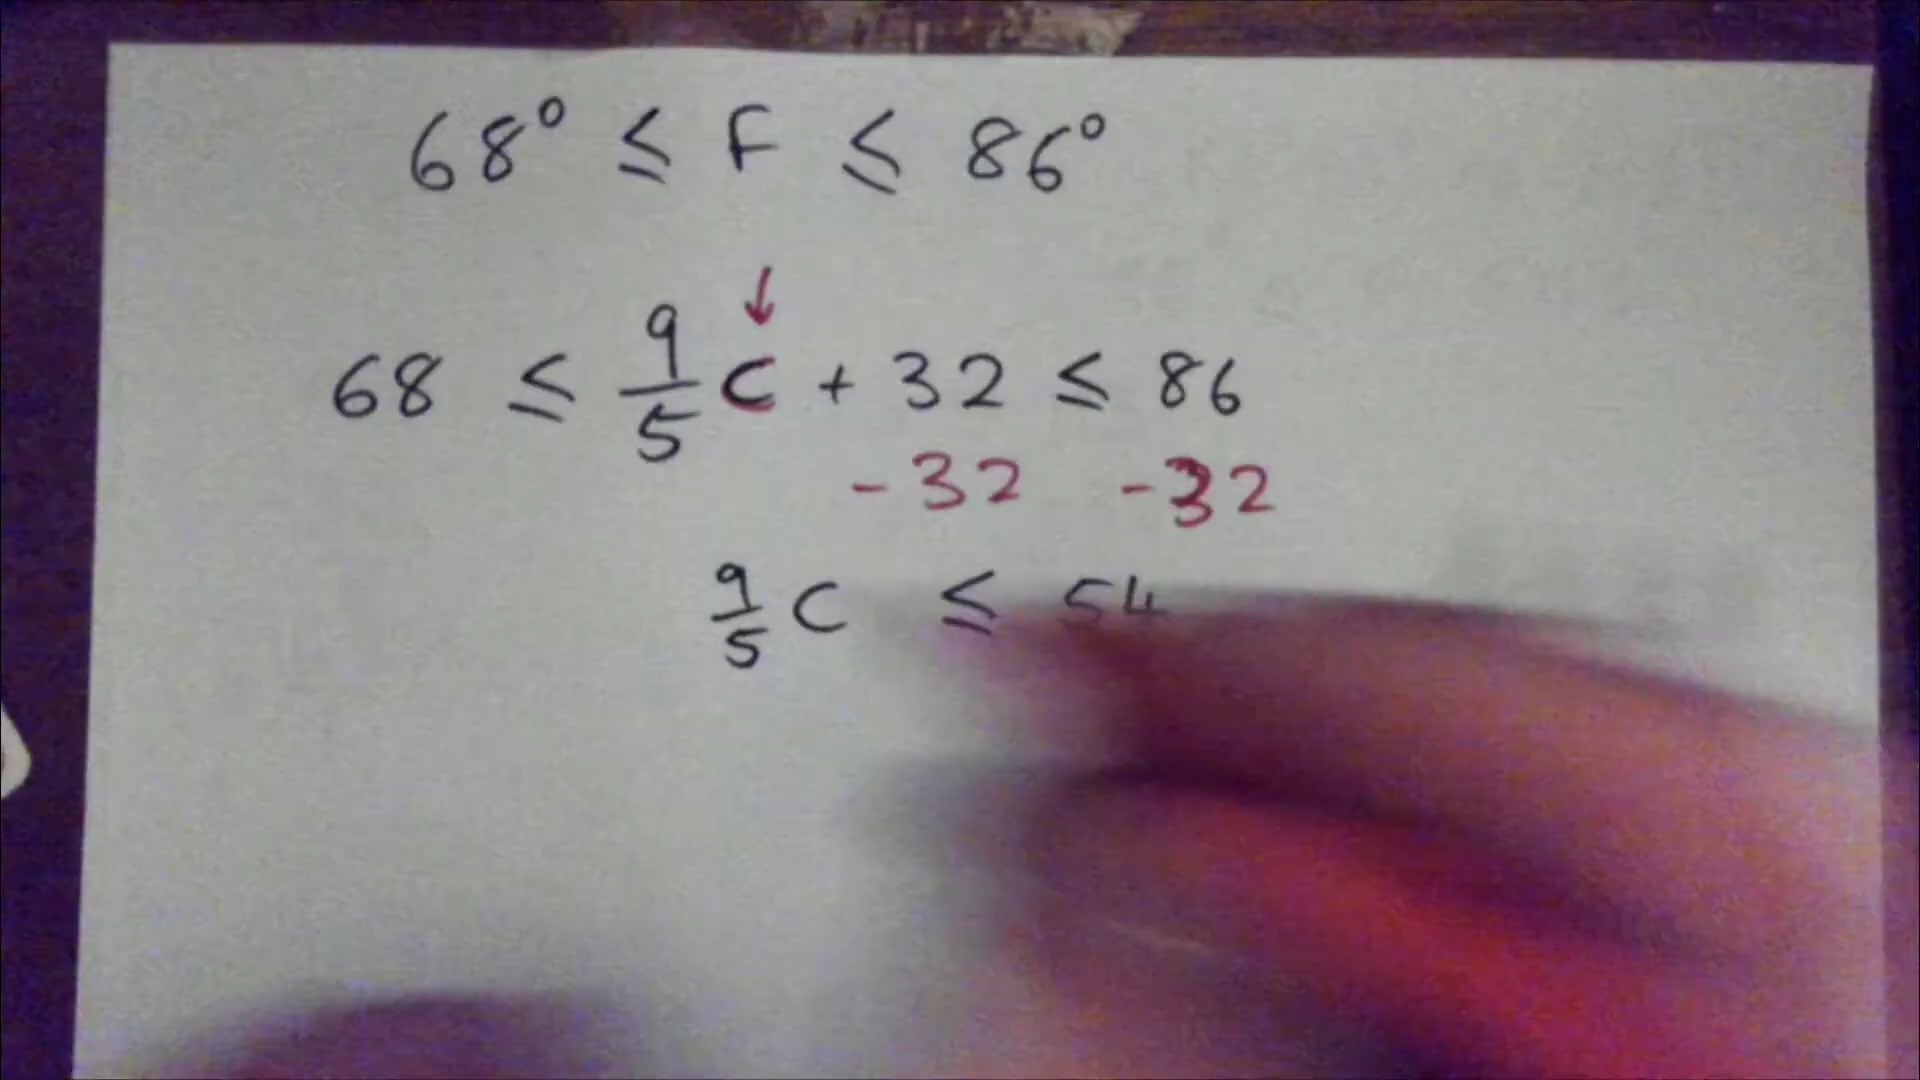 68° ≤ F ≤ 86°
↓
68 ≤ 9/5 C + 32 ≤ 86
-32 -32
9/5 C ≤ 54